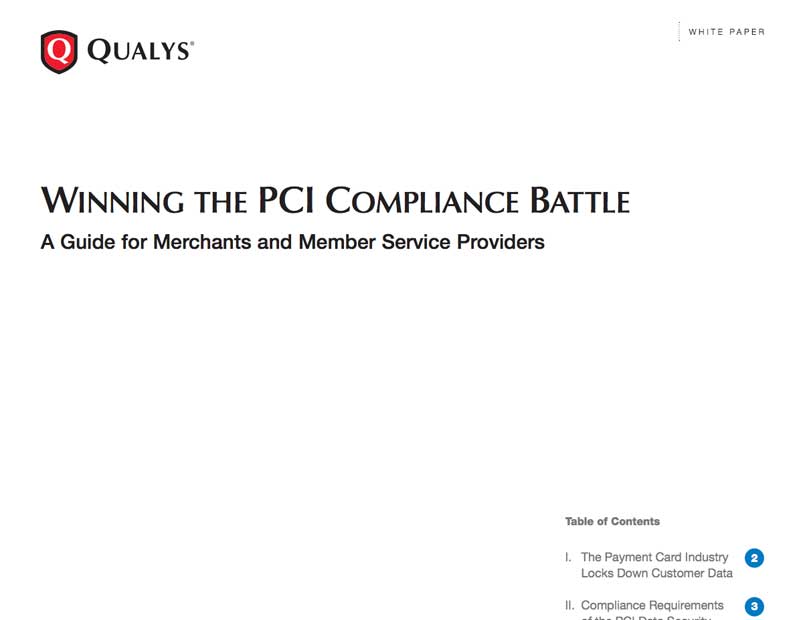 QUALYS®
WHITE PAPER
WINNING THE PCI COMPLIANCE BATTLE
A Guide for Merchants and Member Service Providers
Table of Contents
I. The Payment Card Industry 2
Locks Down Customer Data
II. Compliance Requirements 3
of the PCI Data Security